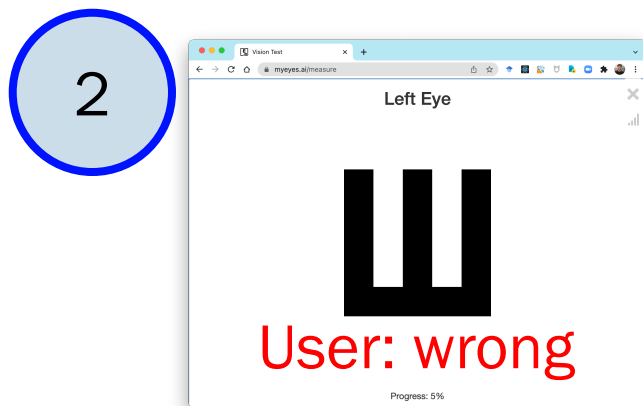 2
Vision Test
myeyes.ai/measure
Left Eye
E
User: wrong
Progress: 5%